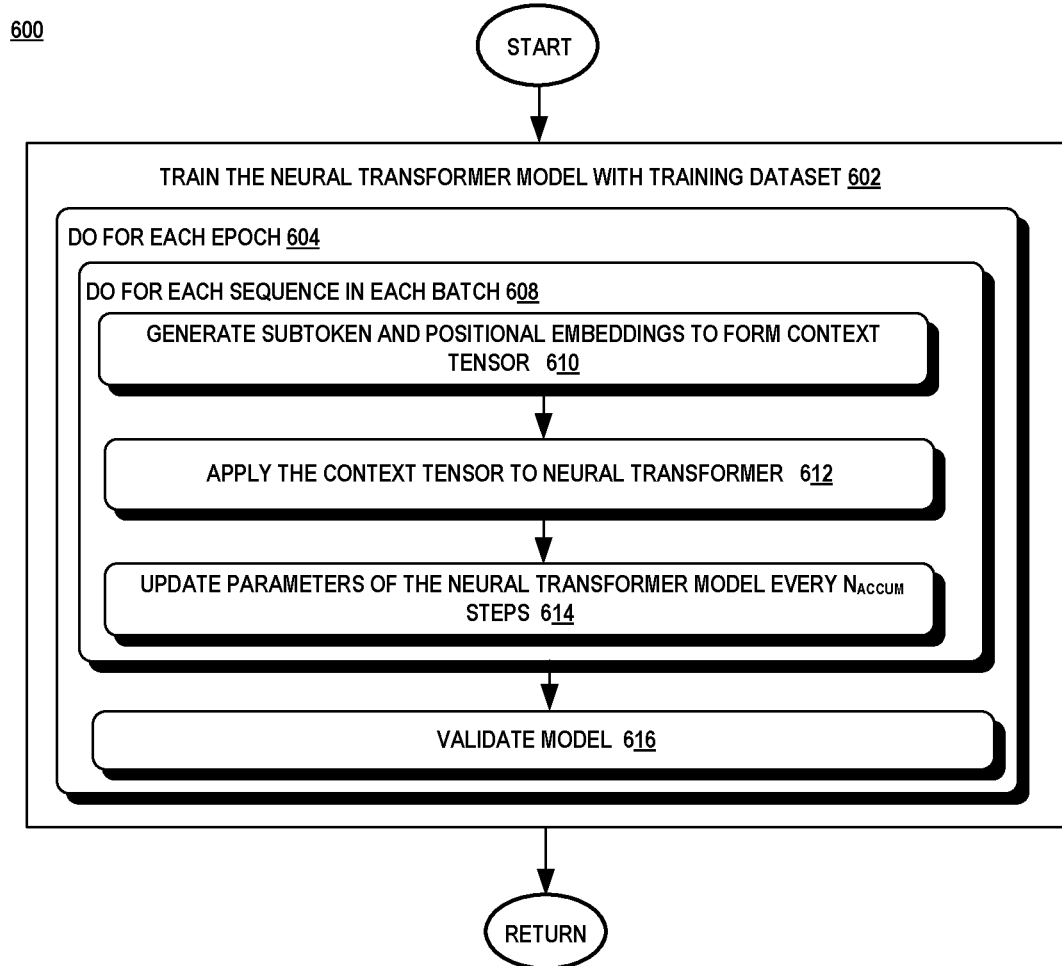 600
START
TRAIN THE NEURAL TRANSFORMER MODEL WITH TRAINING DATASET 602
DO FOR EACH EPOCH 604
DO FOR EACH SEQUENCE IN EACH BATCH 608
GENERATE SUBTOKEN AND POSITIONAL EMBEDDINGS TO FORM CONTEXT
TENSOR 610
APPLY THE CONTEXT TENSOR TO NEURAL TRANSFORMER 612
UPDATE PARAMETERS OF THE NEURAL TRANSFORMER MODEL EVERY NACCUM
STEPS 614
VALIDATE MODEL 616
RETURN